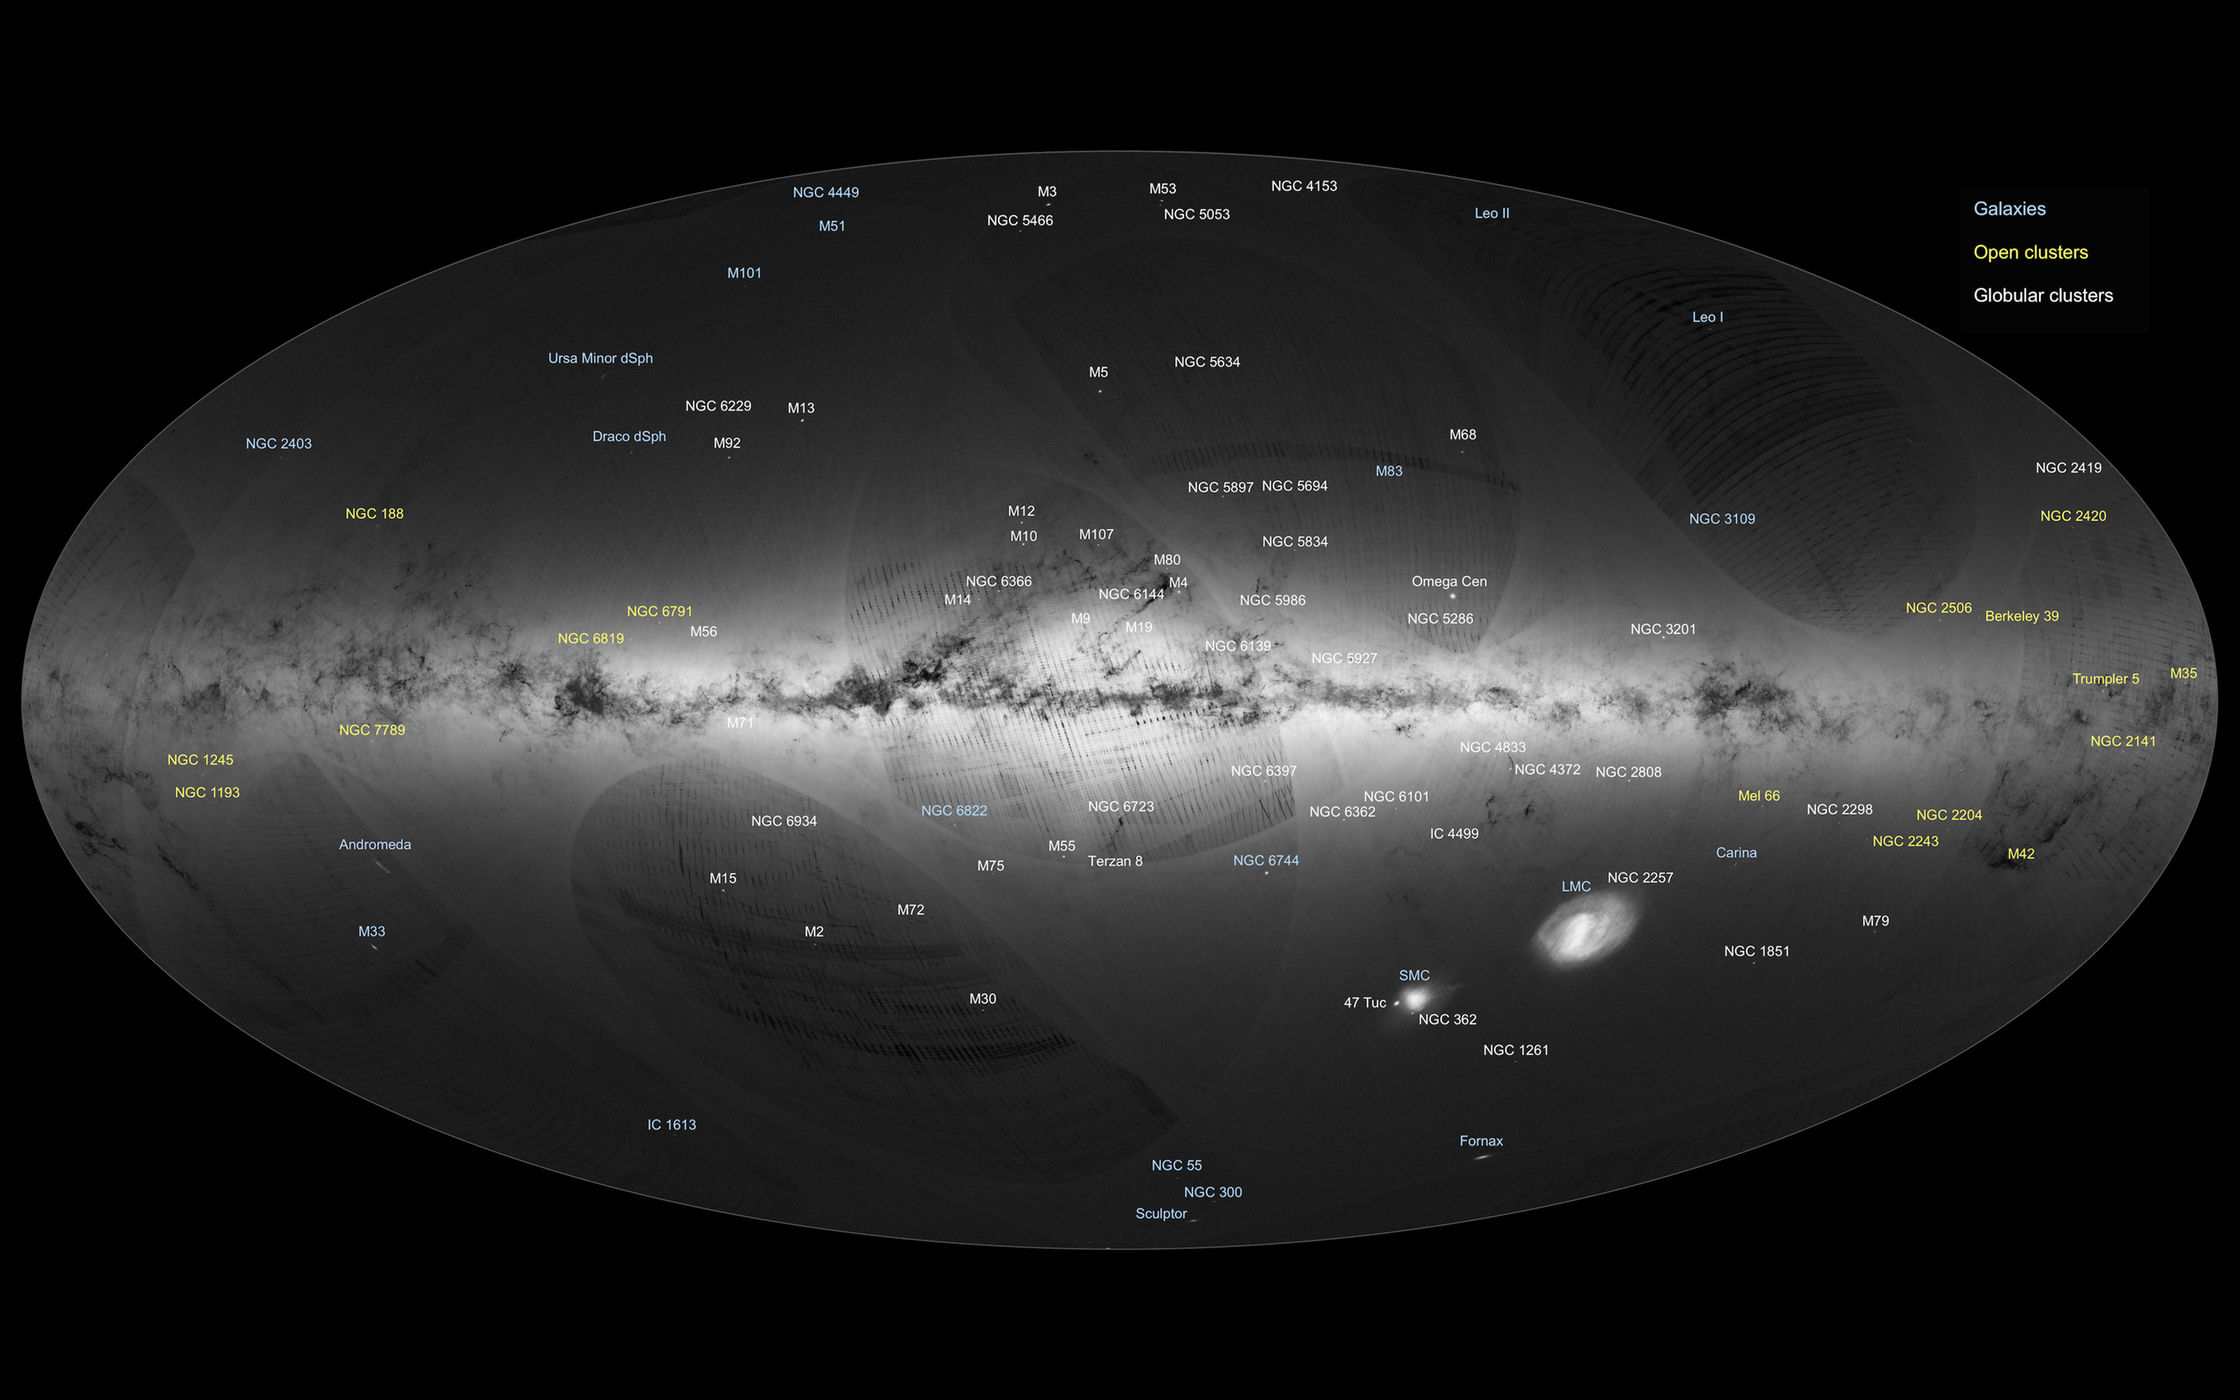 NGC 4153
M53
M3
NGC 4449
Galaxies
Leo II
NGC 5053
NGC 5466
M51
Open clusters
M101
Globular clusters
Leo I
Ursa Minor dSph
NGC 5634
M5
NGC 6229
M13
M68
Draco dSph
M92
NGC 2403
NGC 2419
M83
NGC 5694
NGC 5897
M12
NGC 188
NGC 2420
NGC 3109
M10
M107
NGC 5834
M80
NGC 6366
M4
Omega Cen
NGC 6144
M14
NGC 5986
NGC 2506
NGC 6791
Berkeley 39
M9
NGC 5286
M19
NGC 3201
M56
NGC 6819
NGC 6139
NGC 5927
M35
Trumpler 5
M71
NGC 7789
NGC 2141
NGC 4833
NGC 1245
NGC 4372
NGC 6397
NGC 2808
NGC 1193
Mel 66
NGC 6101
NGC 6723
NGC 2298
NGC 6822
NGC 6362
NGC 2204
NGC 6934
IC 4499
NGC 2243
Andromeda
M55
Carina
M42
Terzan 8
NGC 6744
M75
M15
NGC 2257
LMC
M72
M79
M33
M2
NGC 1851
SMC
M30
47 Tuc
NGC 362
NGC 1261
IC 1613
Fornax
NGC 55
NGC 300
Sculptor